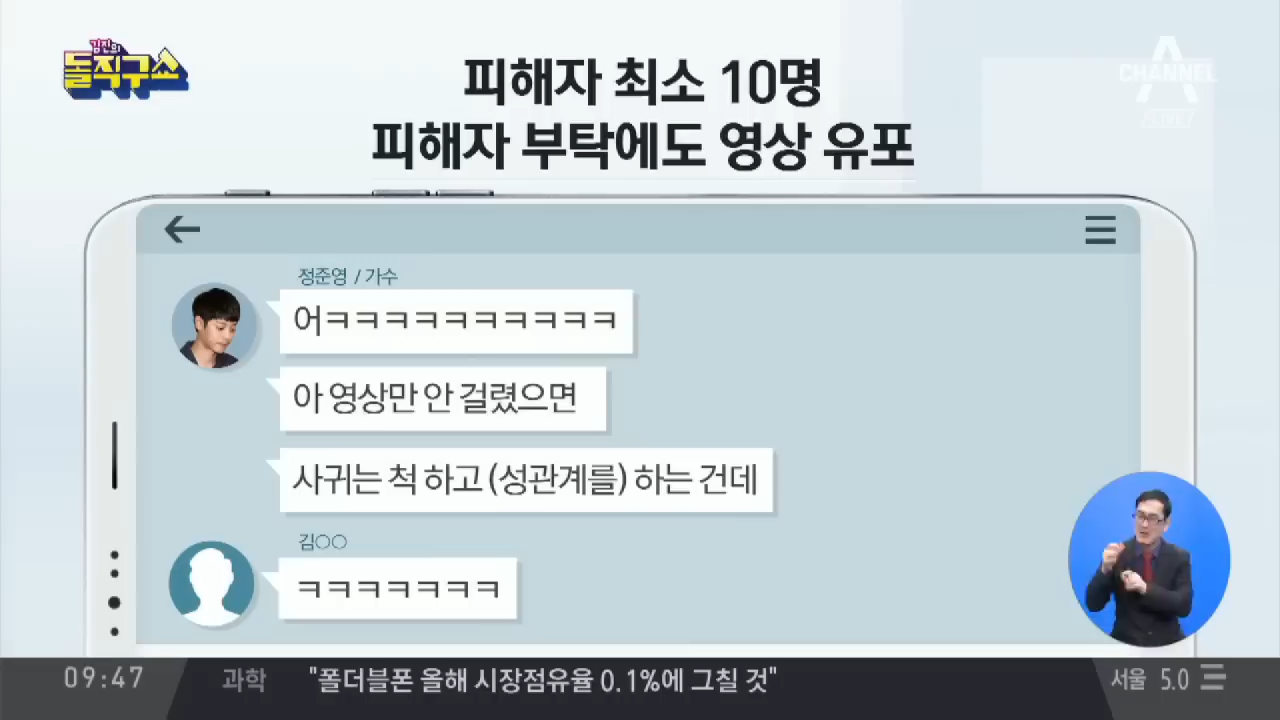 김진의
돌직구쇼
CHANNEL A
LIVE
피해자 최소 10명
피해자 부탁에도 영상 유포
정준영 / 가수
어ㅋㅋㅋㅋㅋㅋㅋㅋㅋㅋ
아 영상만 안 걸렸으면
사귀는 척 하고 (성관계를) 하는 건데
김○○
ㅋㅋㅋㅋㅋㅋㅋ
09:47
과학
"폴더블폰 올해 시장점유율 0.1%에 그칠 것"
서울 5.0